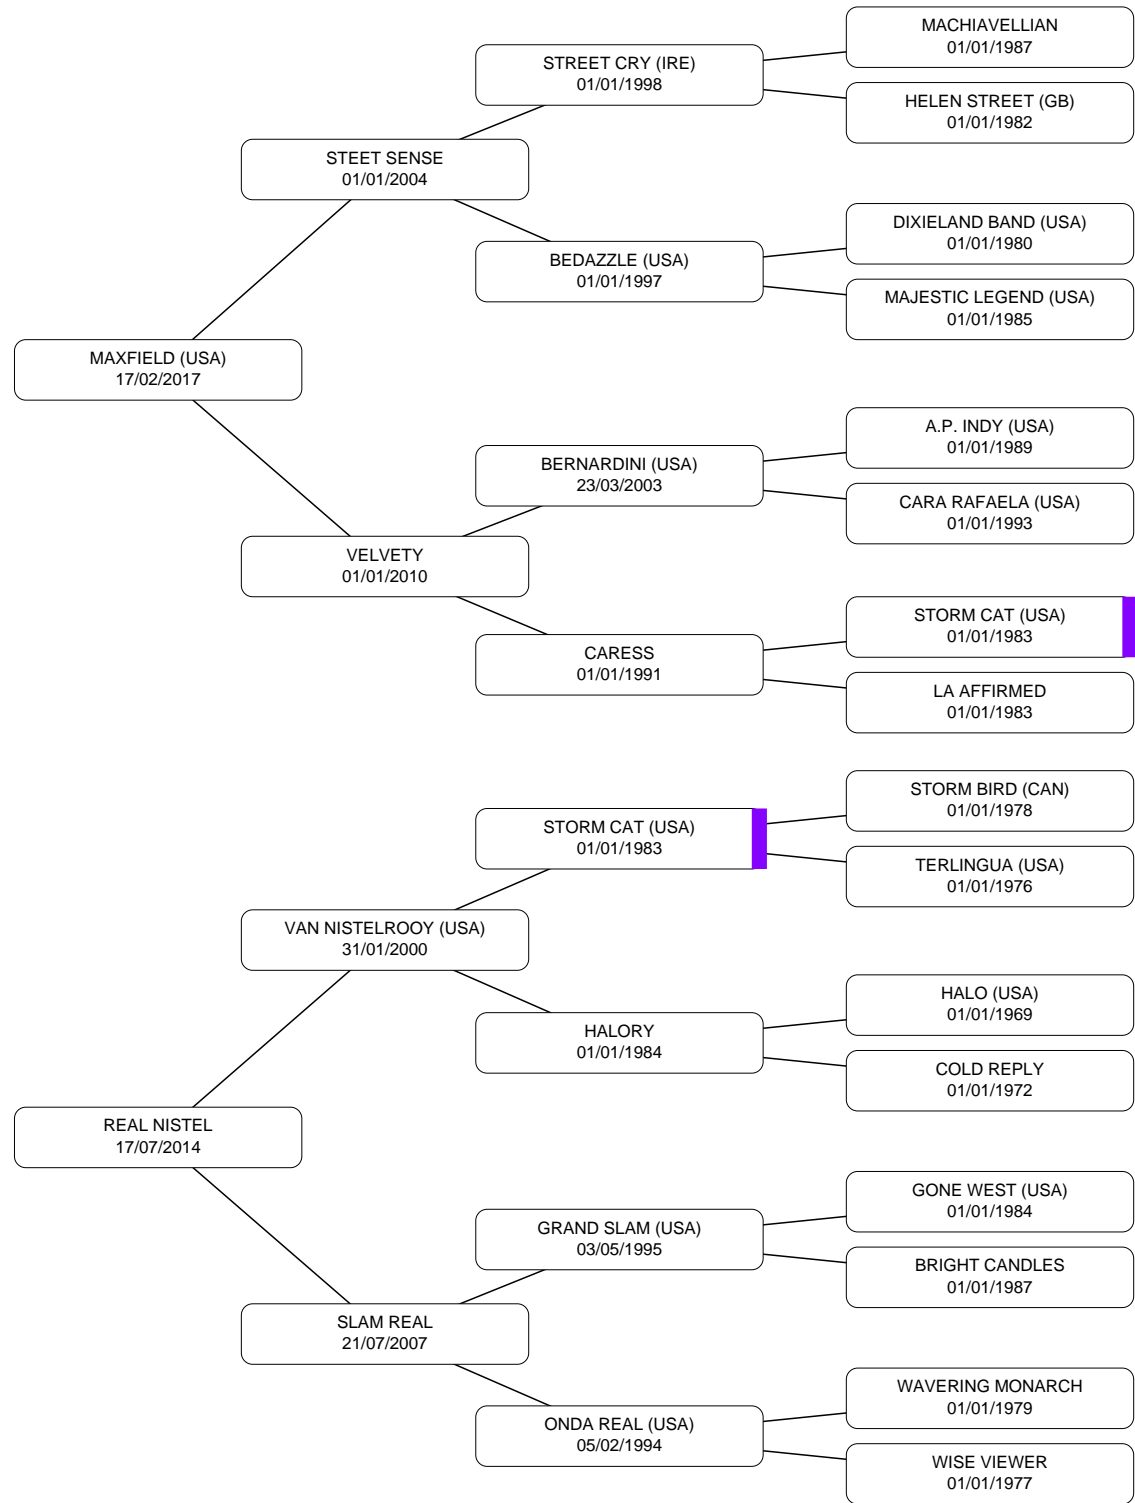 MACHIAVELLIAN
01/01/1987
STREET CRY (IRE)
01/01/1998
HELEN STREET (GB)
01/01/1982
STEET SENSE
01/01/2004
DIXIELAND BAND (USA)
01/01/1980
BEDAZZLE (USA)
01/01/1997
MAJESTIC LEGEND (USA)
01/01/1985
MAXFIELD (USA)
17/02/2017
A.P. INDY (USA)
01/01/1989
BERNARDINI (USA)
23/03/2003
CARA RAFAELA (USA)
01/01/1993
VELVETY
01/01/2010
STORM CAT (USA)
01/01/1983
CARESS
01/01/1991
LA AFFIRMED
01/01/1983
STORM BIRD (CAN)
01/01/1978
STORM CAT (USA)
01/01/1983
TERLINGUA (USA)
01/01/1976
VAN NISTELROOY (USA)
31/01/2000
HALO (USA)
01/01/1969
HALORY
01/01/1984
COLD REPLY
01/01/1972
REAL NISTEL
17/07/2014
GONE WEST (USA)
01/01/1984
GRAND SLAM (USA)
03/05/1995
BRIGHT CANDLES
01/01/1987
SLAM REAL
21/07/2007
WAVERING MONARCH
01/01/1979
ONDA REAL (USA)
05/02/1994
WISE VIEWER
01/01/1977